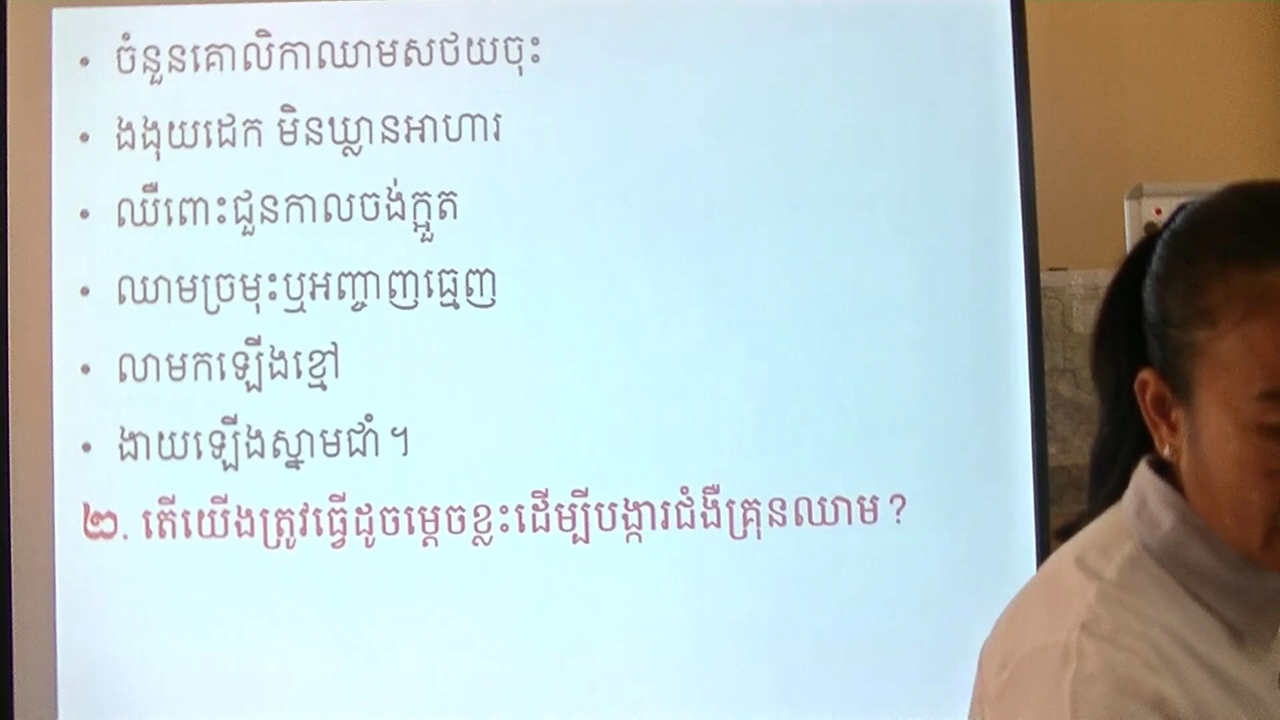 • ចំនួនគោលិកាឈាមសថយចុះ
• ងងុយដេក មិនឃ្លានអាហារ
• ឈឺពោះជួនកាលចង់ក្អួត
• ឈាមច្រមុះឬអញ្ចាញធ្មេញ
• លាមកឡើងខ្មៅ
• ងាយឡើងស្នាមជាំ។
២. តើយើងត្រូវធ្វើដូចម្ដេចខ្លះដើម្បីបង្ការជំងឺគ្រុនឈាម?